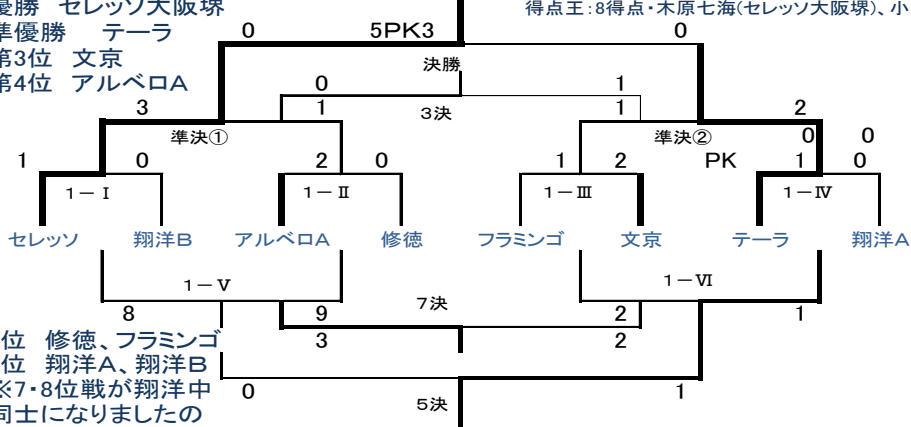 優勝 セレッソ大阪堺
得点王:8得点・木原七海(セレッソ大阪堺)、小
準優勝 テーラ
0 5PK3 0
第3位 文京
決勝
第4位 アルベロA
0 1
3決
3 1 1 2
準決① 準決② 0 0
1 0 2 0 1 2 PK 1 0
1-Ⅰ 1-Ⅱ 1-Ⅲ 1-Ⅳ
セレッソ 翔洋B アルベロA 修徳 フラミンゴ 文京 テーラ 翔洋A
1-Ⅴ 1-Ⅵ
7決
8 9 2 1
位 修徳、フラミンゴ
3 2
位 翔洋A、翔洋B
※7・8位戦が翔洋中
0 1
5決
同士になりましたの